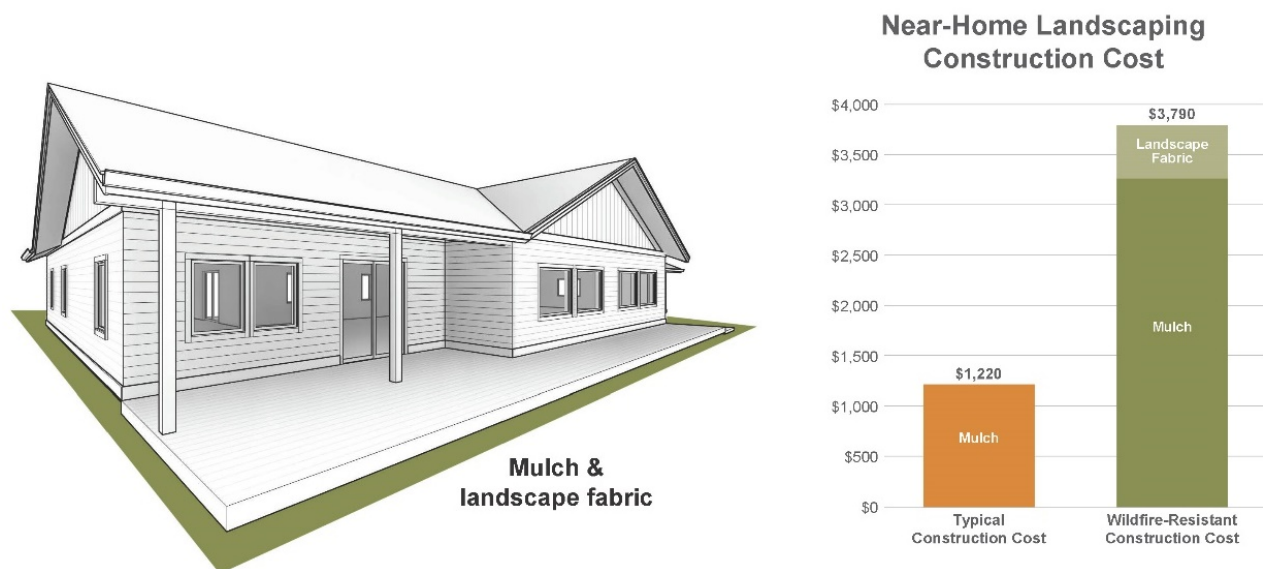 Near-Home Landscaping
Construction Cost
$4,000
$3,790
Landscape
Fabric
$3,500
$3,000
$2,500
$2,000
Mulch
$1,500
$1,220
$1,000
Mulch
$500
$0
Typical
Construction Cost
Wildfire-Resistant
Construction Cost
Mulch &
landscape fabric